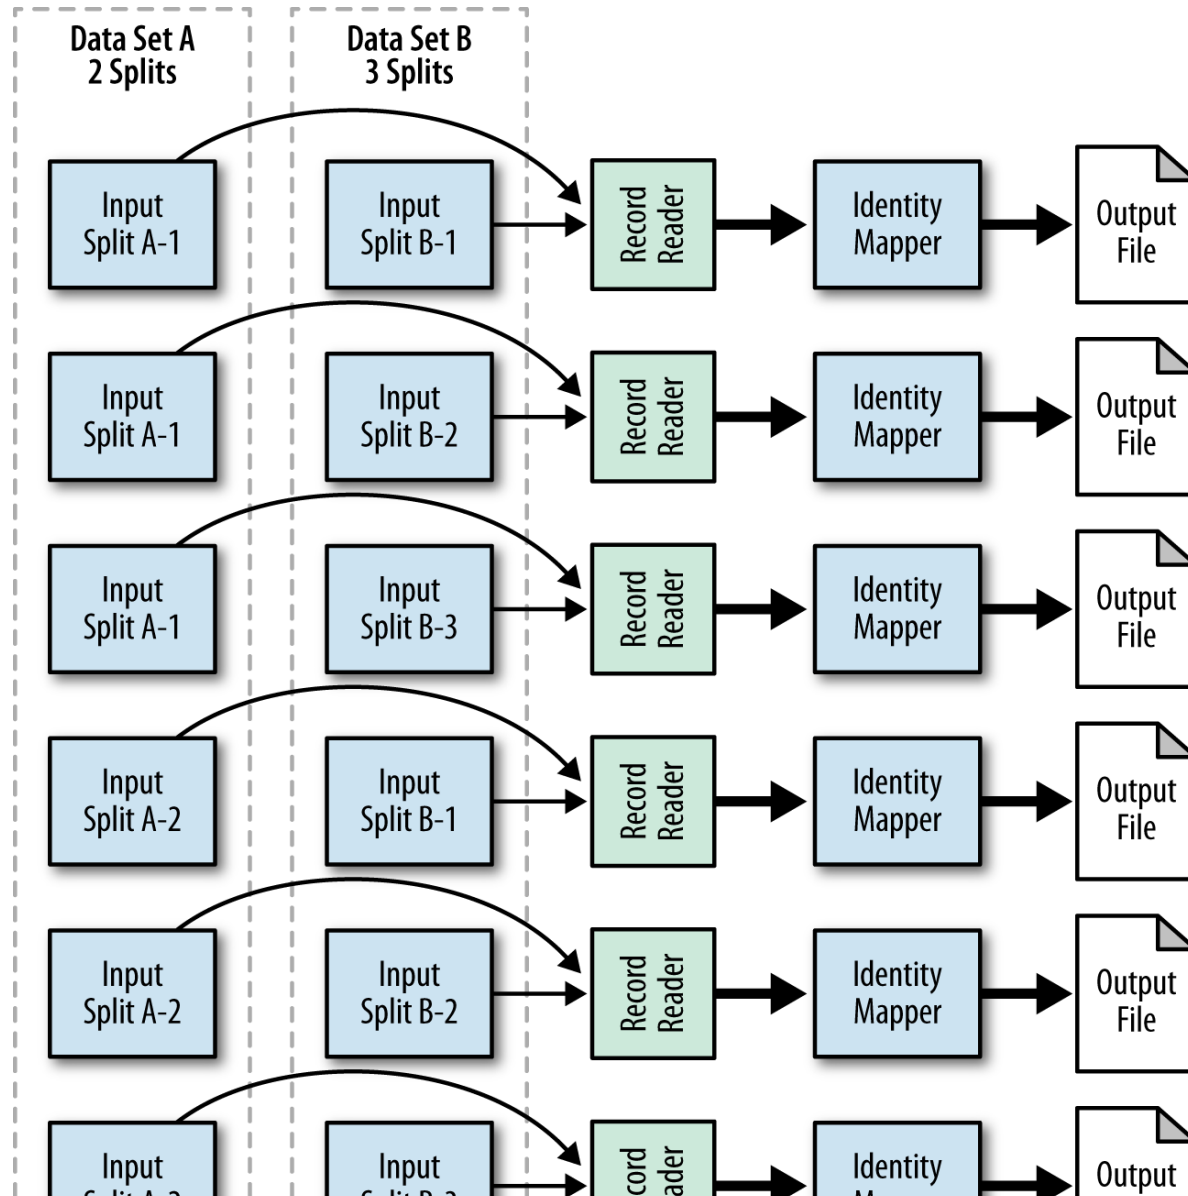 Data Set A
2 Splits
Data Set B
3 Splits
Input
Split A-1
Input
Split B-1
Record
Reader
Identity
Mapper
Output
File
Input
Split A-1
Input
Split B-2
Record
Reader
Identity
Mapper
Output
File
Input
Split A-1
Input
Split B-3
Record
Reader
Identity
Mapper
Output
File
Input
Split A-2
Input
Split B-1
Record
Reader
Identity
Mapper
Output
File
Input
Split A-2
Input
Split B-2
Record
Reader
Identity
Mapper
Output
File
Input
Input
Identity
Output